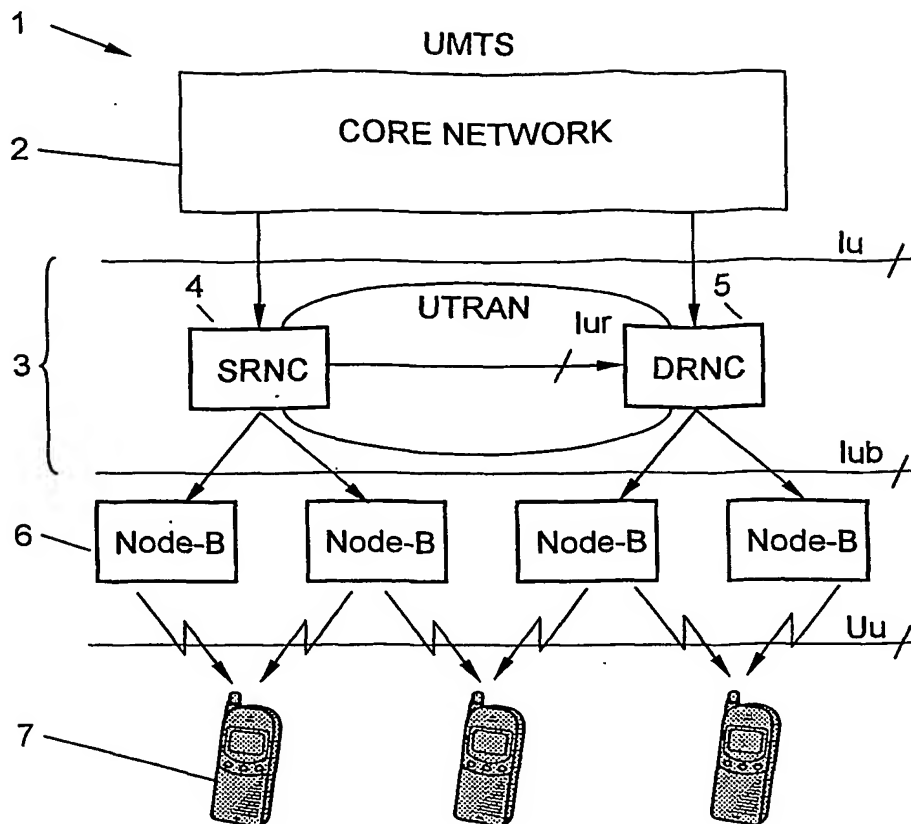 1
UMTS
CORE NETWORK
2
Iu
4
5
UTRAN
Iur
3
SRNC
DRNC
Iub
6
Node-B
Node-B
Node-B
Node-B
Uu
7